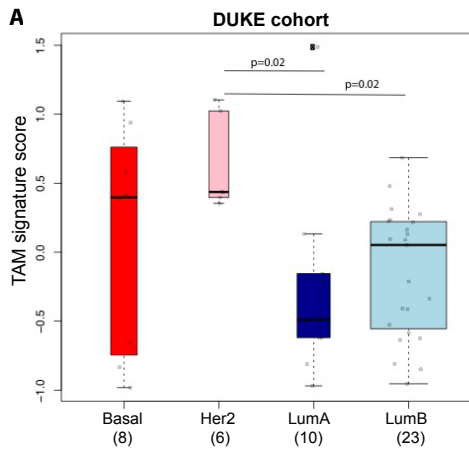 A
DUKE cohort
TAM signature score
1.5
1.0
0.5
0.0
−0.5
−1.0
p=0.02
p=0.02
Basal Her2 LumA LumB
(8) (6) (10) (23)